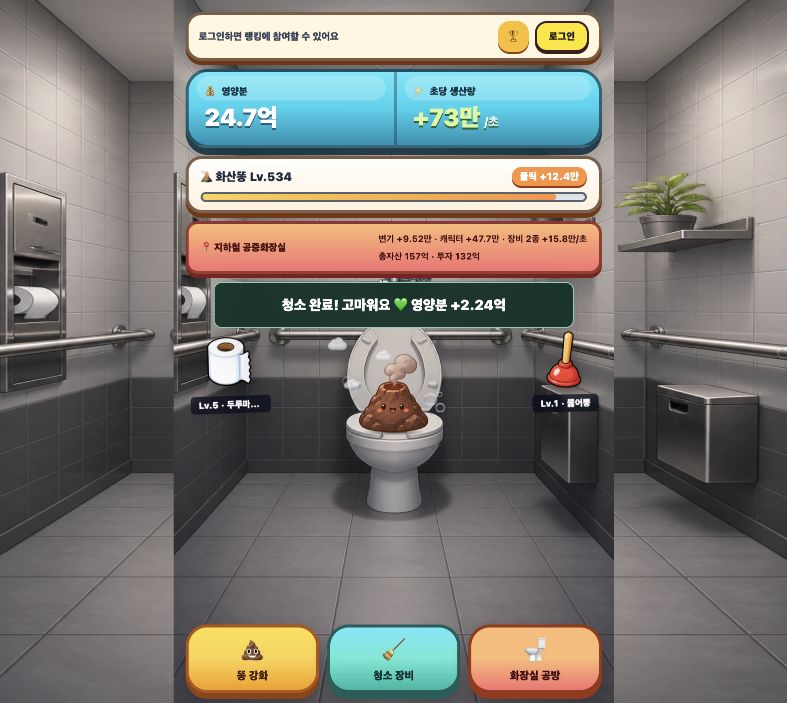 로그인하면 랭킹에 참여할 수 있어요
로그인
영양분
24.7억
초당 생산량
+73만 /초
화산똥 Lv.534
클릭 +12.4만
지하철 공중화장실
변기 +9.52만 · 캐릭터 +47.7만 · 장비 2종 +15.8만/초
총자산 157억 · 투자 132억
청소 완료! 고마워요 💚 영양분 +2.24억
Lv.5 · 두루마...
Lv.1 · 뚫어뻥
똥 강화
청소 장비
화장실 공방